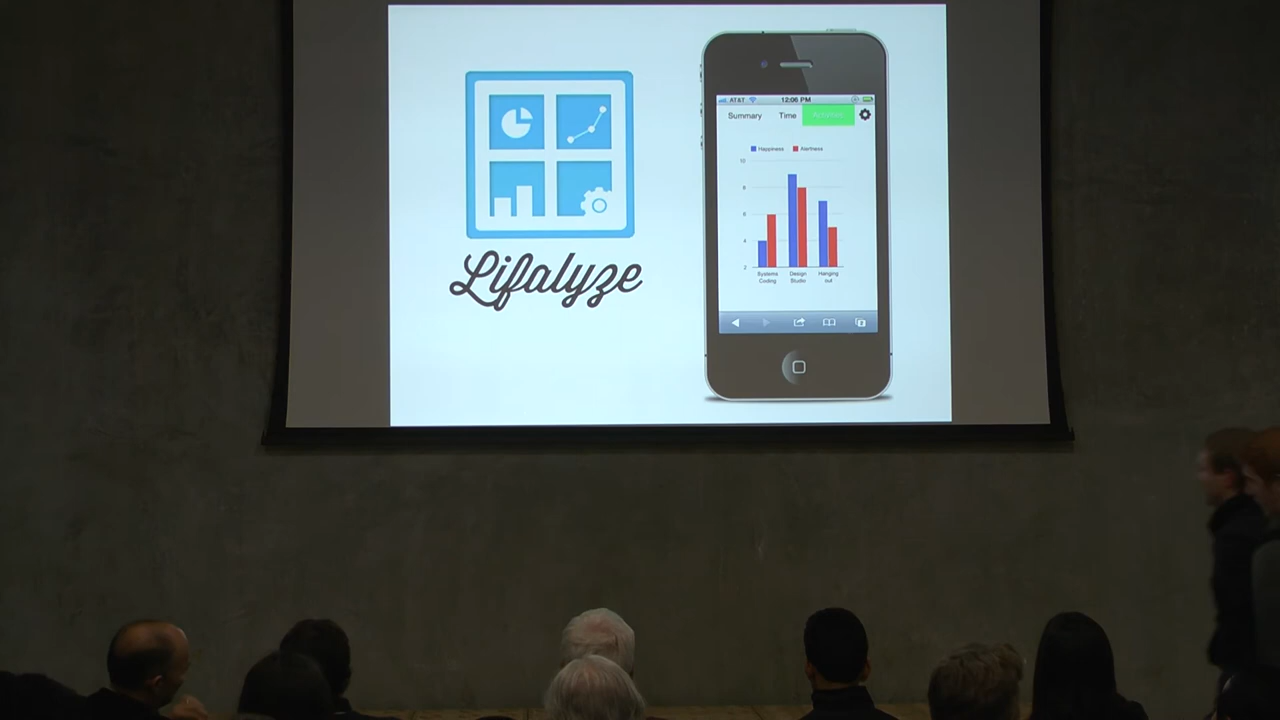 Lifalyze
AT&T 12:06 PM
Summary Time Activities
Happiness Alertness
10
8
6
4
2
Systems Coding
Design Studio
Hanging out